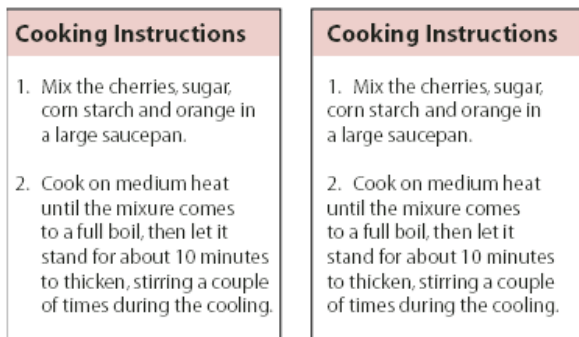 Cooking Instructions
1. Mix the cherries, sugar,
corn starch and orange in
a large saucepan.
2. Cook on medium heat
until the mixure comes
to a full boil, then let it
stand for about 10 minutes
to thicken, stirring a couple
of times during the cooling.
Cooking Instructions
1. Mix the cherries, sugar,
corn starch and orange in
a large saucepan.
2. Cook on medium heat
until the mixure comes
to a full boil, then let it
stand for about 10 minutes
to thicken, stirring a couple
of times during the cooling.